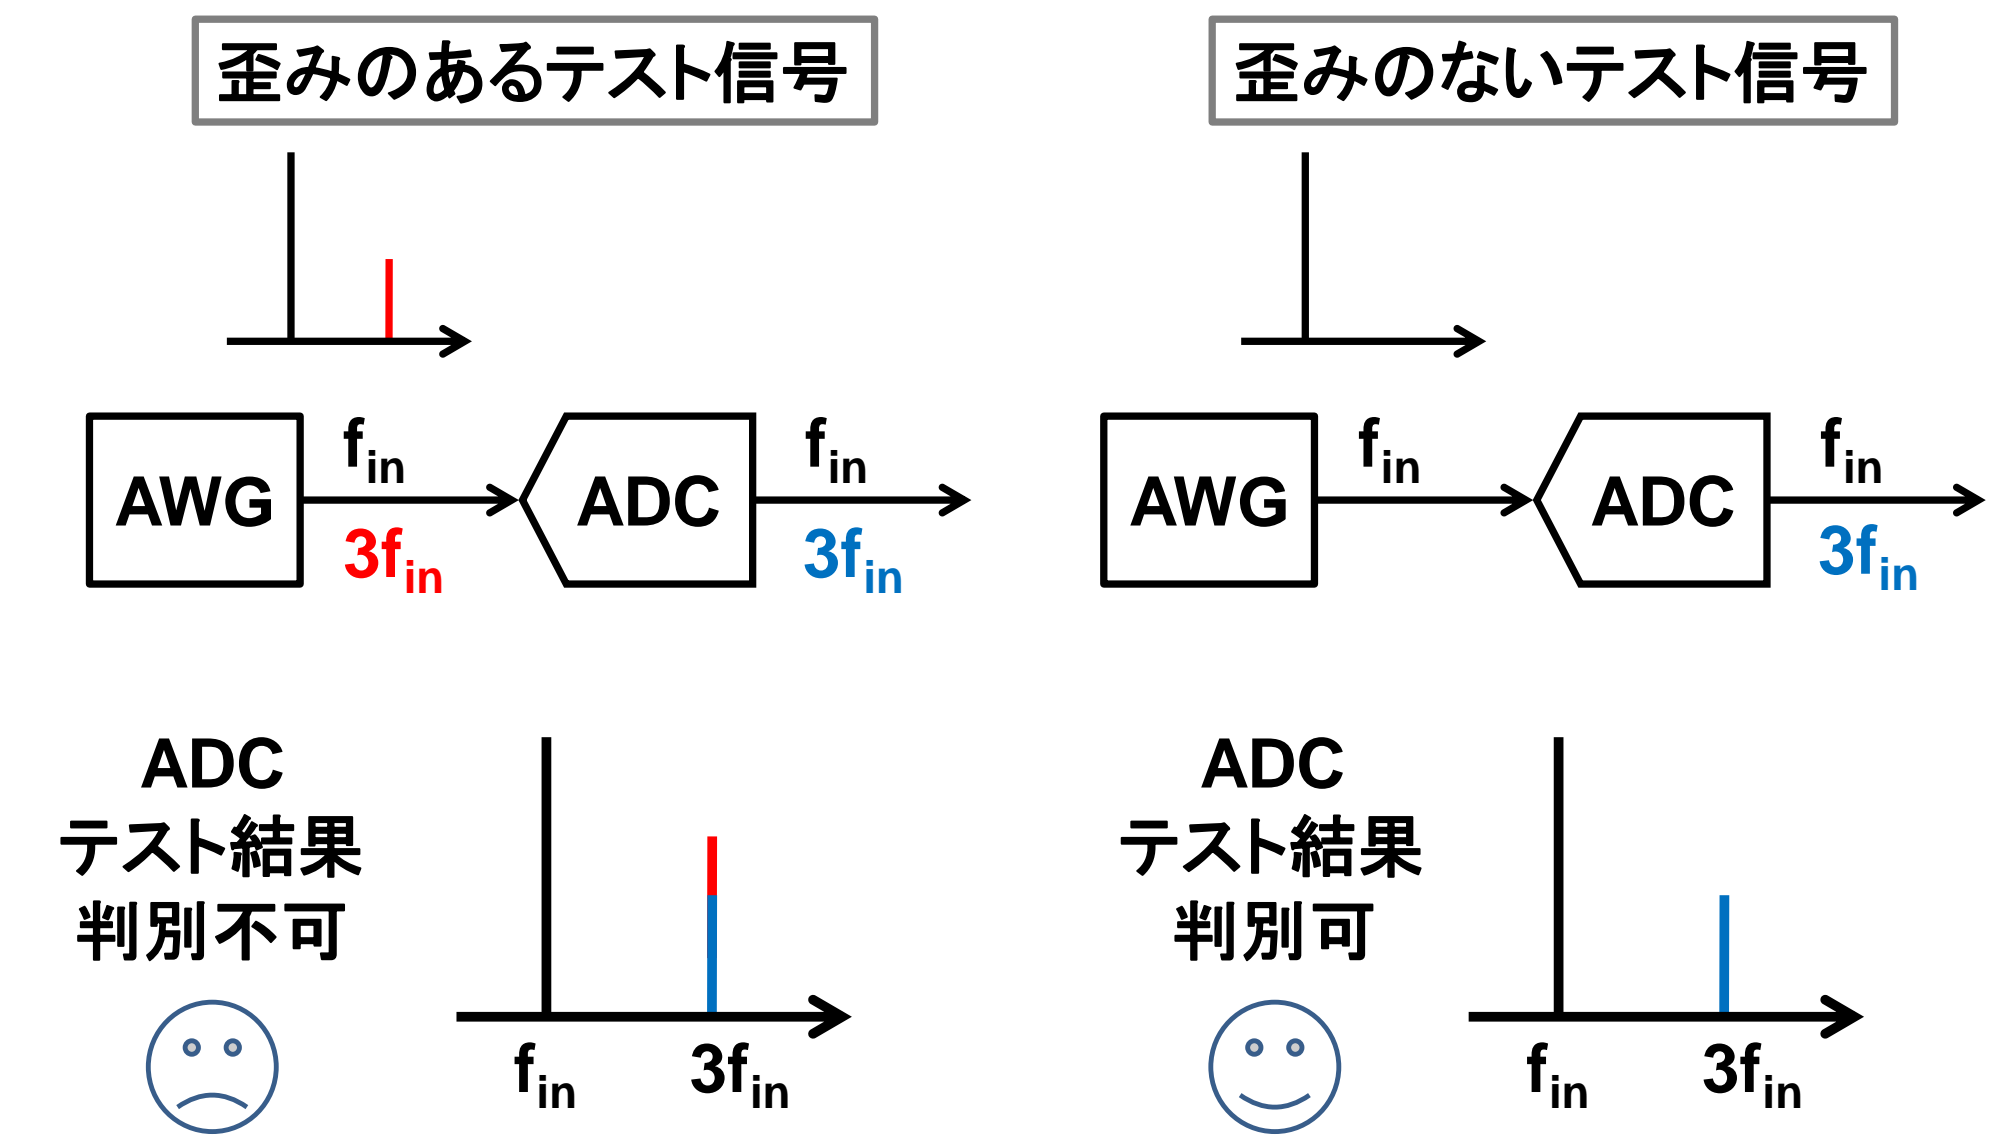 歪みのあるテスト信号
AWG
f_in
3f_in
ADC
f_in
3f_in
ADC
テスト結果
判別不可
f_in
3f_in
歪みのないテスト信号
AWG
f_in
ADC
f_in
3f_in
ADC
テスト結果
判別可
f_in
3f_in